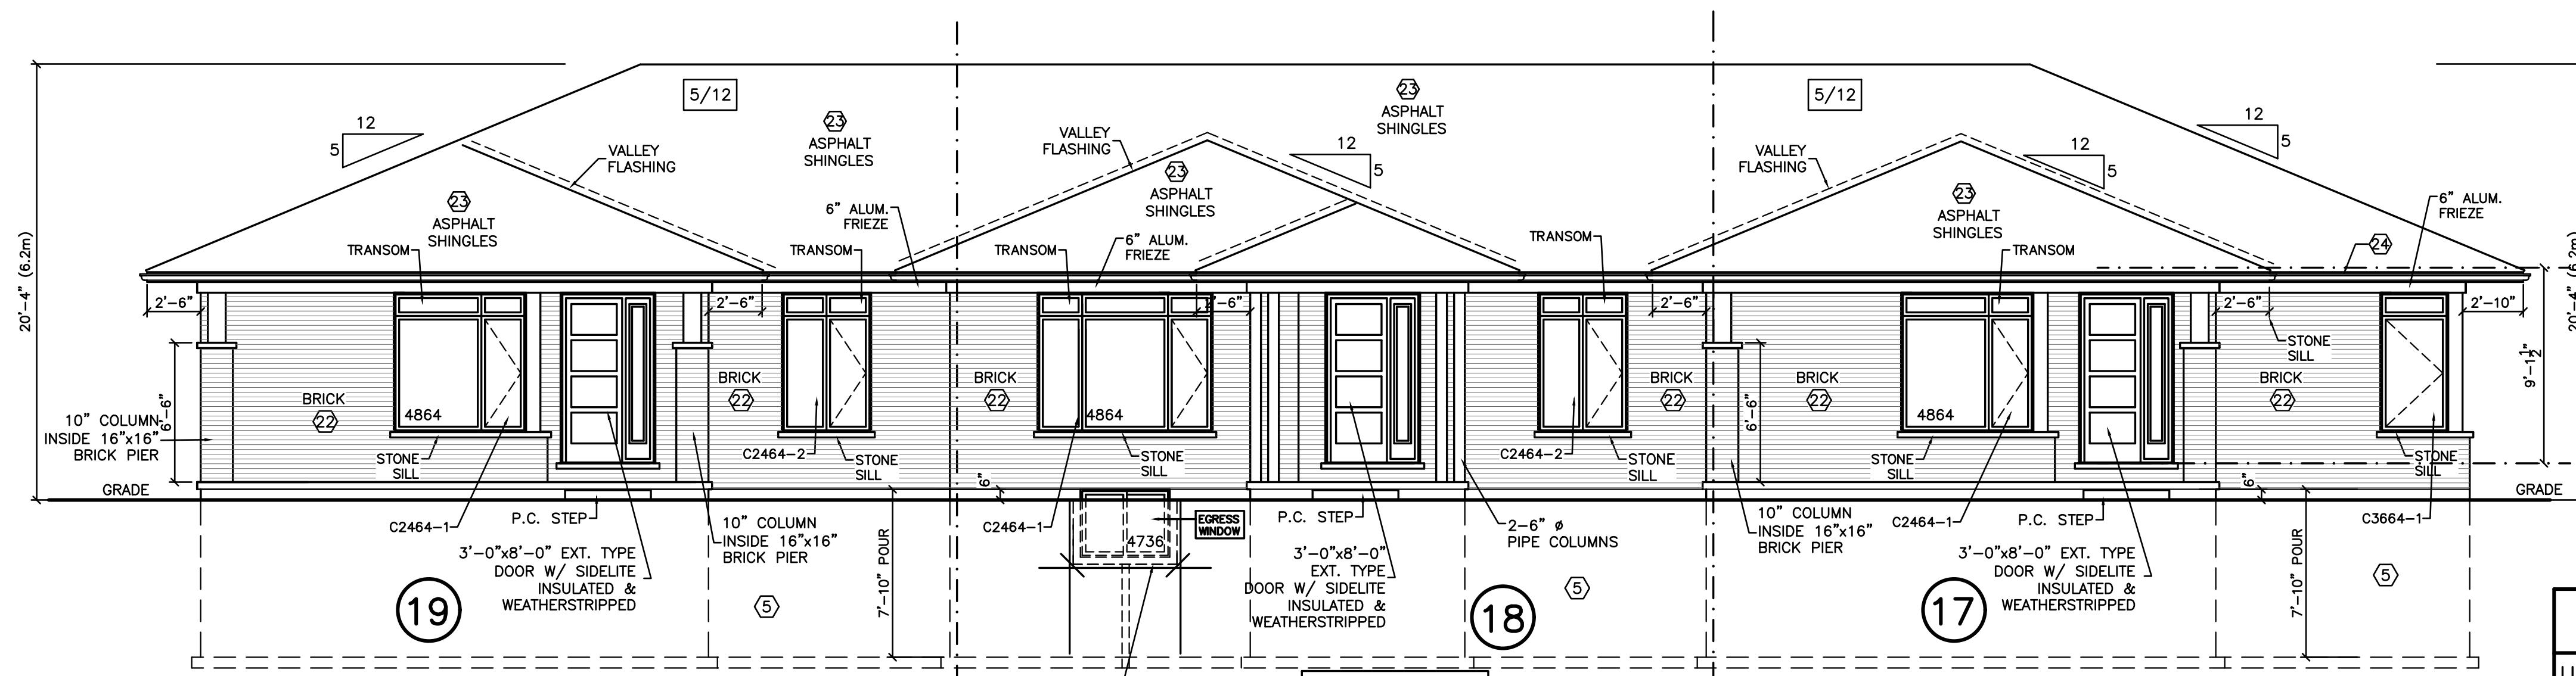 5/12
5/12
23
ASPHALT
SHINGLES
12
5
23
ASPHALT
SHINGLES
VALLEY
FLASHING
VALLEY
FLASHING
12
5
VALLEY
FLASHING
12
5
12
5
23
ASPHALT
SHINGLES
23
ASPHALT
SHINGLES
23
ASPHALT
SHINGLES
6" ALUM.
FRIEZE
6" ALUM.
FRIEZE
6" ALUM.
FRIEZE
24
TRANSOM
TRANSOM
TRANSOM
TRANSOM
TRANSOM
20'-4" (6.2m)
20'-4" (6.2m)
2'-6"
2'-6"
2'-6"
2'-6"
2'-10"
STONE
SILL
9'-1
BRICK
22
BRICK
22
BRICK
22
BRICK
22
BRICK
22
BRICK
22
4864
4864
4864
10" COLUMN
INSIDE 16"x16"
BRICK PIER
6'-6"
6'-6"
STONE
SILL
C2464-2
STONE
SILL
STONE
SILL
C2464-2
STONE
SILL
STONE
SILL
STONE
SILL
GRADE
6"
6"
GRADE
C2464-1
P.C. STEP
10" COLUMN
INSIDE 16"x16"
BRICK PIER
C2464-1
EGRESS
WINDOW
4736
P.C. STEP
2-6" ø
PIPE COLUMNS
10" COLUMN
INSIDE 16"x16"
BRICK PIER
C2464-1
P.C. STEP
C3664-1
3'-0"x8'-0" EXT. TYPE
DOOR W/ SIDELITE
INSULATED &
WEATHERSTRIPPED
3'-0"x8'-0"
EXT. TYPE
DOOR W/ SIDELITE
INSULATED &
WEATHERSTRIPPED
3'-0"x8'-0" EXT. TYPE
DOOR W/ SIDELITE
INSULATED &
WEATHERSTRIPPED
7'-10" POUR
7'-10" POUR
19
5
18
5
17
5